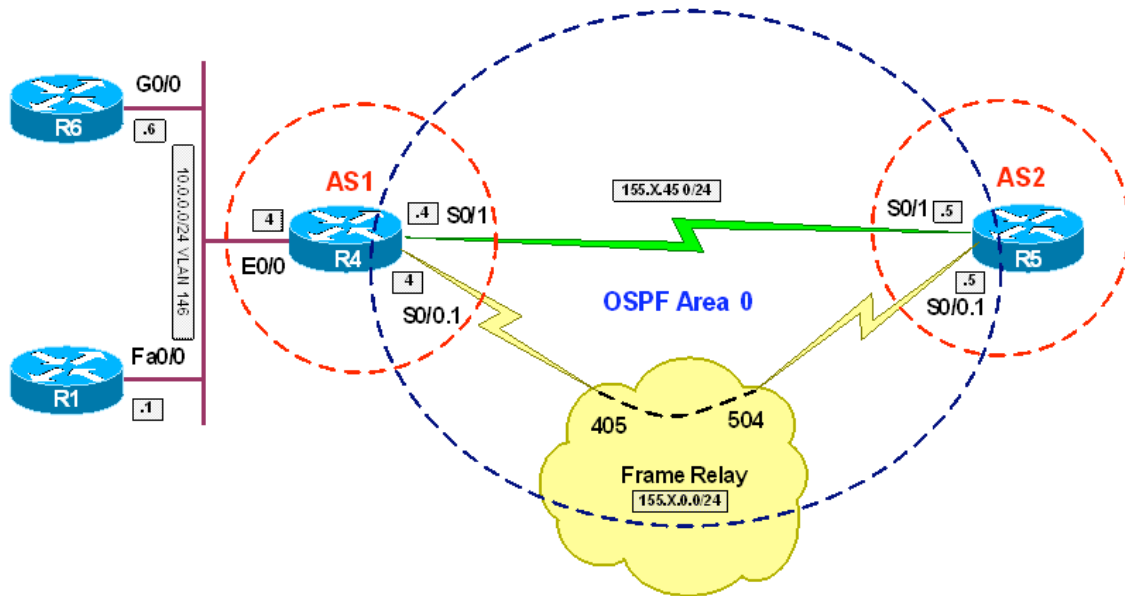 G0/0
R6
.6
10.0.0.0/24 VLAN 146
AS1
155.X.45 0/24
AS2
4
.4
S0/1
S0/1
.5
R4
R5
E0/0
4
.5
S0/0.1
OSPF Area 0
S0/0.1
Fa0/0
R1
.1
405
504
Frame Relay
155.X.0.0/24